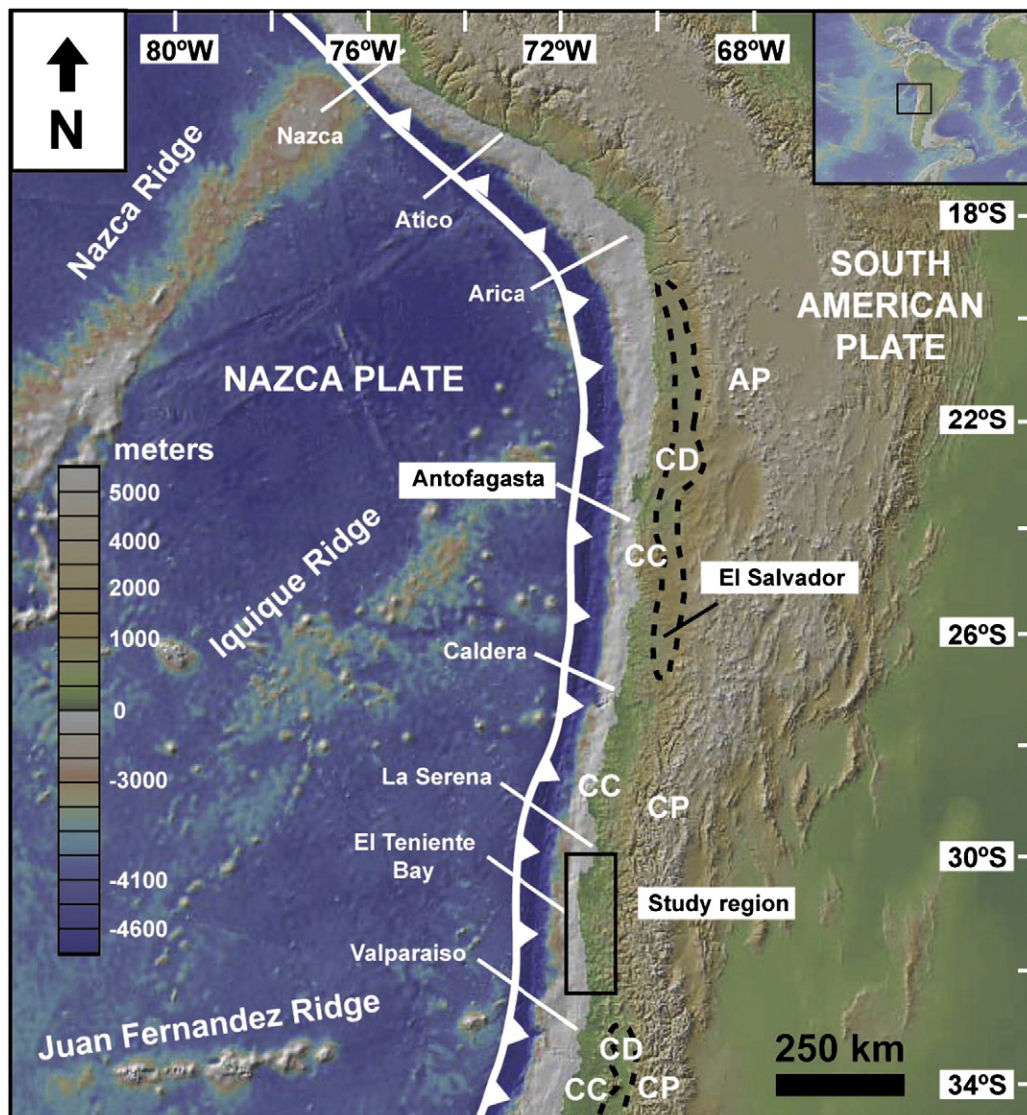 80ºW
76ºW
72ºW
68ºW
N
Nazca
Nazca Ridge
Atico
18ºS
Arica
SOUTH
AMERICAN
PLATE
NAZCA PLATE
AP
22ºS
meters
5000
4000
2000
1000
0
-3000
-4100
-4600
CD
Antofagasta
CC
El Salvador
Iquique Ridge
26ºS
Caldera
La Serena
CC
CP
El Teniente
Bay
30ºS
Study region
Valparaiso
Juan Fernandez Ridge
CD
CC
CP
250 km
34ºS